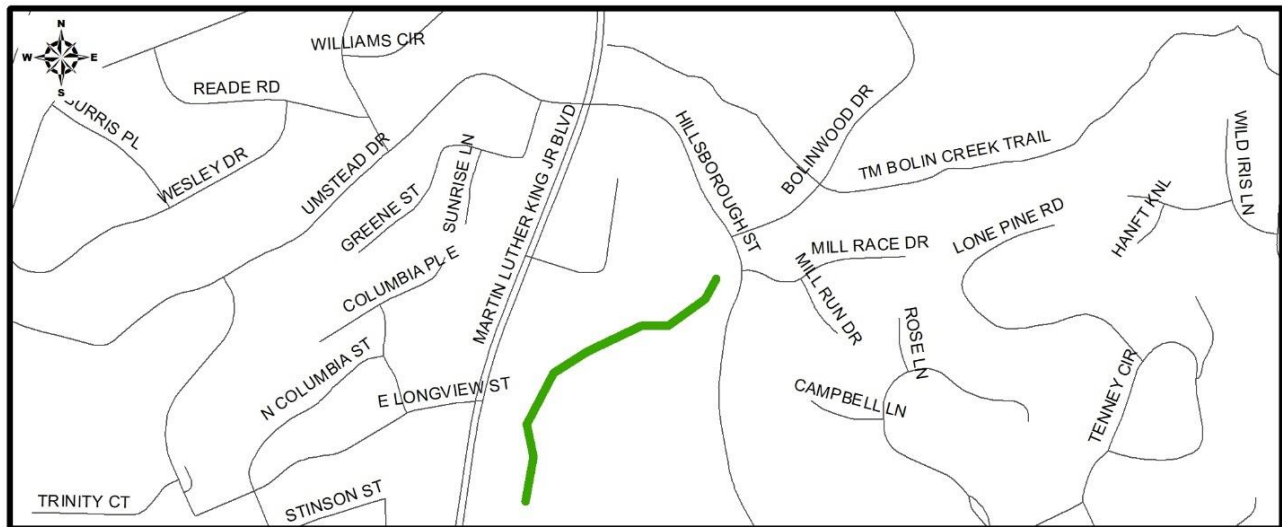 N
W E
S
WILLIAMS CIR
READE RD
BURRIS PL
WESLEY DR
UMSTEAD DR
GREENE ST
SUNRISE LN
MARTIN LUTHER KING JR BLVD
HILLSBOROUGH ST
BOLINWOOD DR
TM BOLIN CREEK TRAIL
WILD IRIS LN
HANFT KNL
LONE PINE RD
MILL RACE DR
MILL RUN DR
COLUMBIA PL E
N COLUMBIA ST
E LONGVIEW ST
ROSE LN
CAMPBELL LN
TENNEY CIR
TRINITY CT
STINSON ST